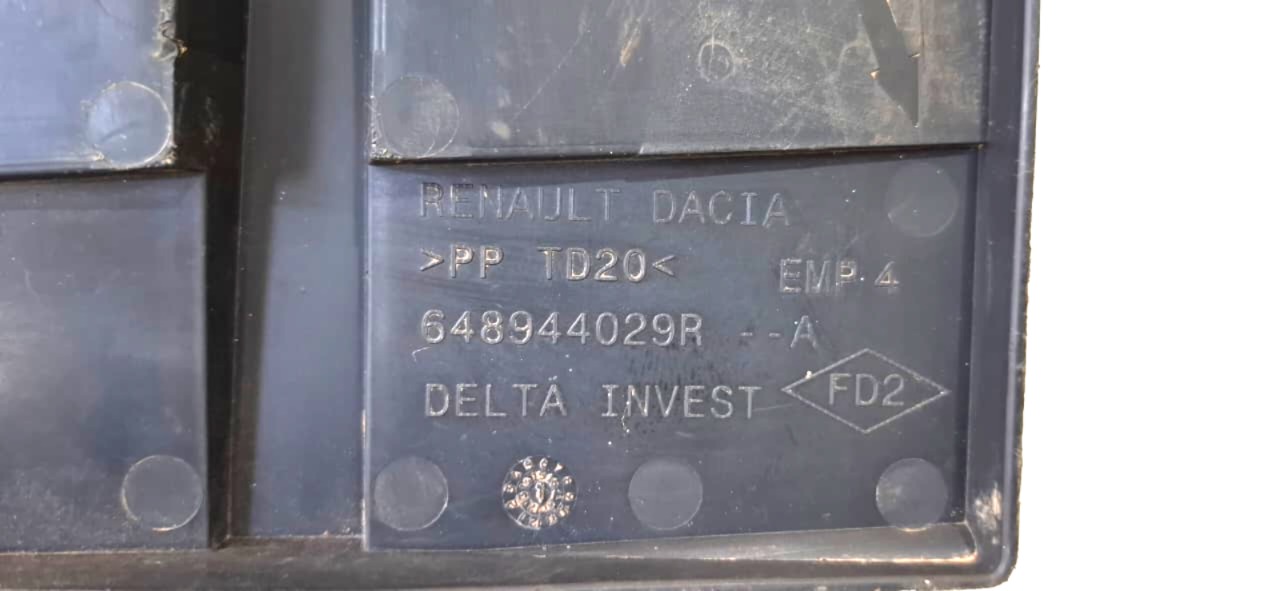 RENAULT DACIA
>PP TD20< EMP.4
648944029R --A
DELTA INVEST FD2